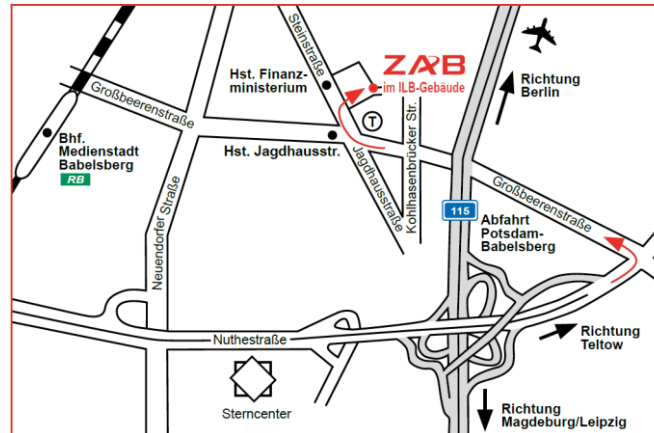 ZAB
im ILB-Gebäude
Steinstraße
Hst. Finanz-
ministerium
Richtung
Berlin
Großbeerenstraße
T
Bhf.
Medienstadt
Babelsberg
RB
Hst. Jagdhausstr.
Jagdhausstraße
Kohlhasenbrücker Str.
Großbeerenstraße
Neuendorfer
Straße
115
Abfahrt
Potsdam-
Babelsberg
Nuthestraße
Richtung
Teltow
Sterncenter
Richtung
Magdeburg/Leipzig